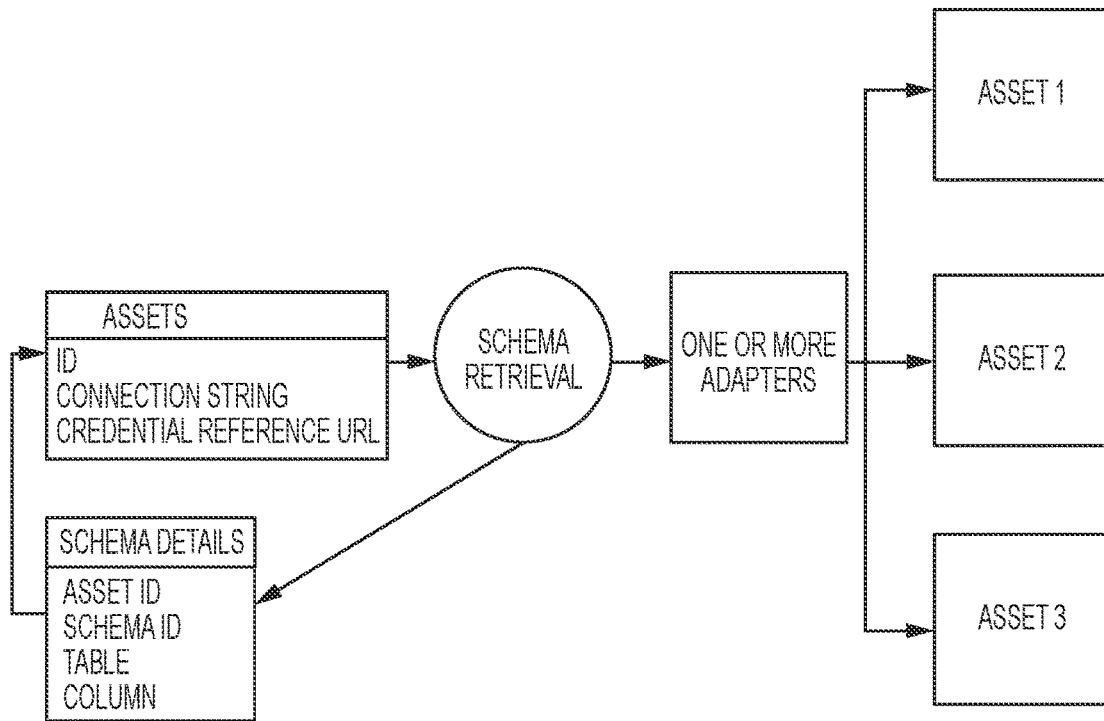 ASSETS
ID
CONNECTION STRING
CREDENTIAL REFERENCE URL
SCHEMA DETAILS
ASSET ID
SCHEMA ID
TABLE
COLUMN
SCHEMA
RETRIEVAL
ONE OR MORE
ADAPTERS
ASSET 1
ASSET 2
ASSET 3